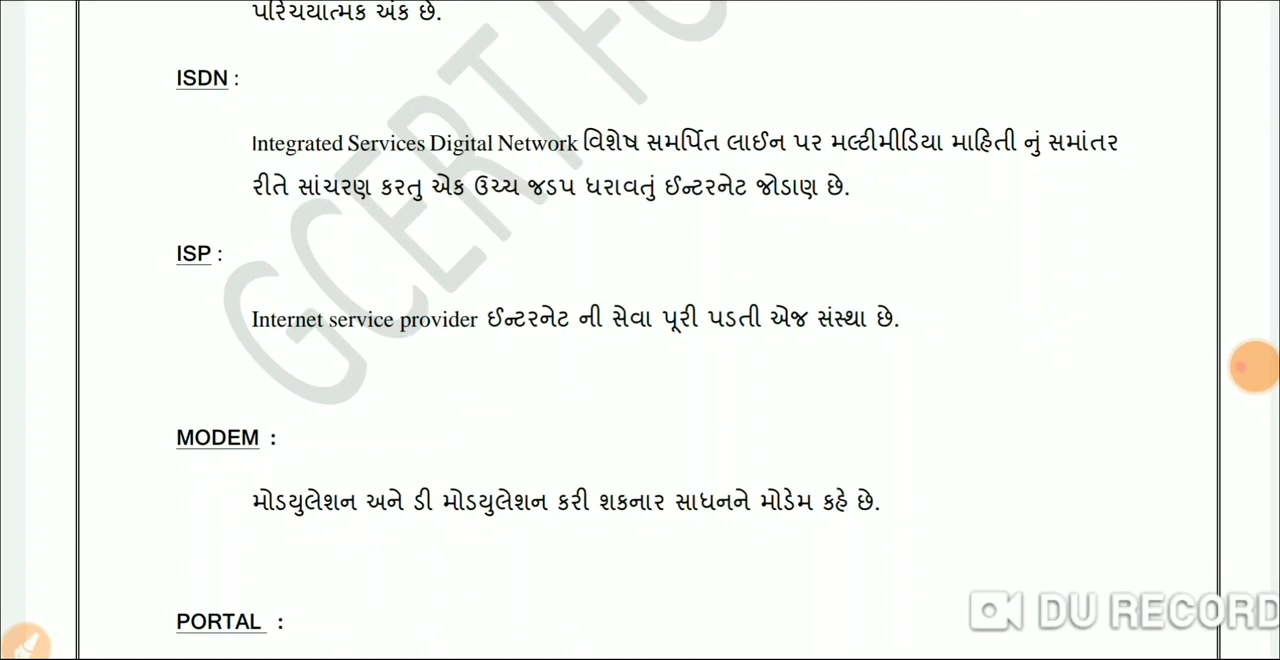 પરિચયાત્મક અંક છે.
ISDN :
Integrated Services Digital Network વિશેષ સમર્પિત લાઈન પર મલ્ટીમીડિયા માહિતી નું સમાંતર
રીતે સાંચરણ કરતુ એક ઉચ્ચ જડપ ધરાવતું ઈન્ટરનેટ જોડાણ છે.
ISP :
Internet service provider ઈન્ટરનેટ ની સેવા પૂરી પડતી એજ સંસ્થા છે.
MODEM :
મોડયુલેશન અને ડી મોડયુલેશન કરી શકનાર સાધનને મોડેમ કહે છે.
PORTAL :
GCERT
DU RECORD